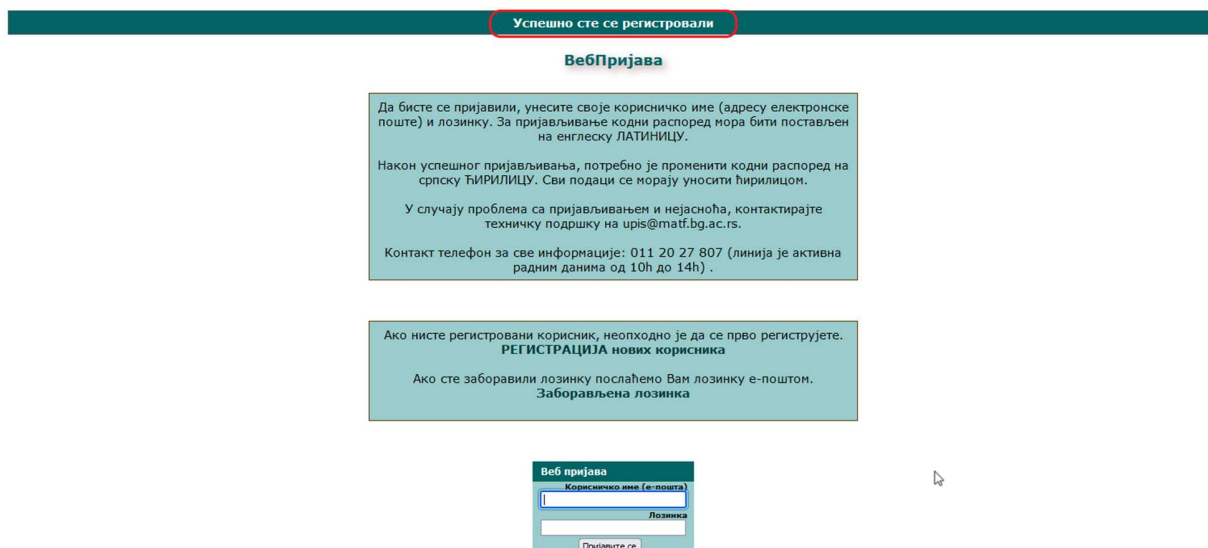 Успешно сте се регистровали
ВебПријава
Да бисте се пријавили, унесите своје корисничко име (адресу електронске
поште) и лозинку. За пријављивање кодни распоред мора бити постављен
на енглеску ЛАТИНИЦУ.
Након успешног пријављивања, потребно је променити кодни распоред на
српску ЋИРИЛИЦУ. Сви подаци се морају уносити ћирилицом.
У случају проблема са пријављивањем и нејасноћа, контактирајте
техничку подршку на upis@matf.bg.ac.rs.
Контакт телефон за све информације: 011 20 27 807 (линија је активна
радним данима од 10h до 14h) .
Ако нисте регистровани корисник, неопходно је да се прво региструјете.
РЕГИСТРАЦИЈА нових корисника
Ако сте заборавили лозинку послаћемо Вам лозинку е-поштом.
Заборављена лозинка
Веб пријава
Корисничко име (е-пошта)
Лозинка
Пријавите се